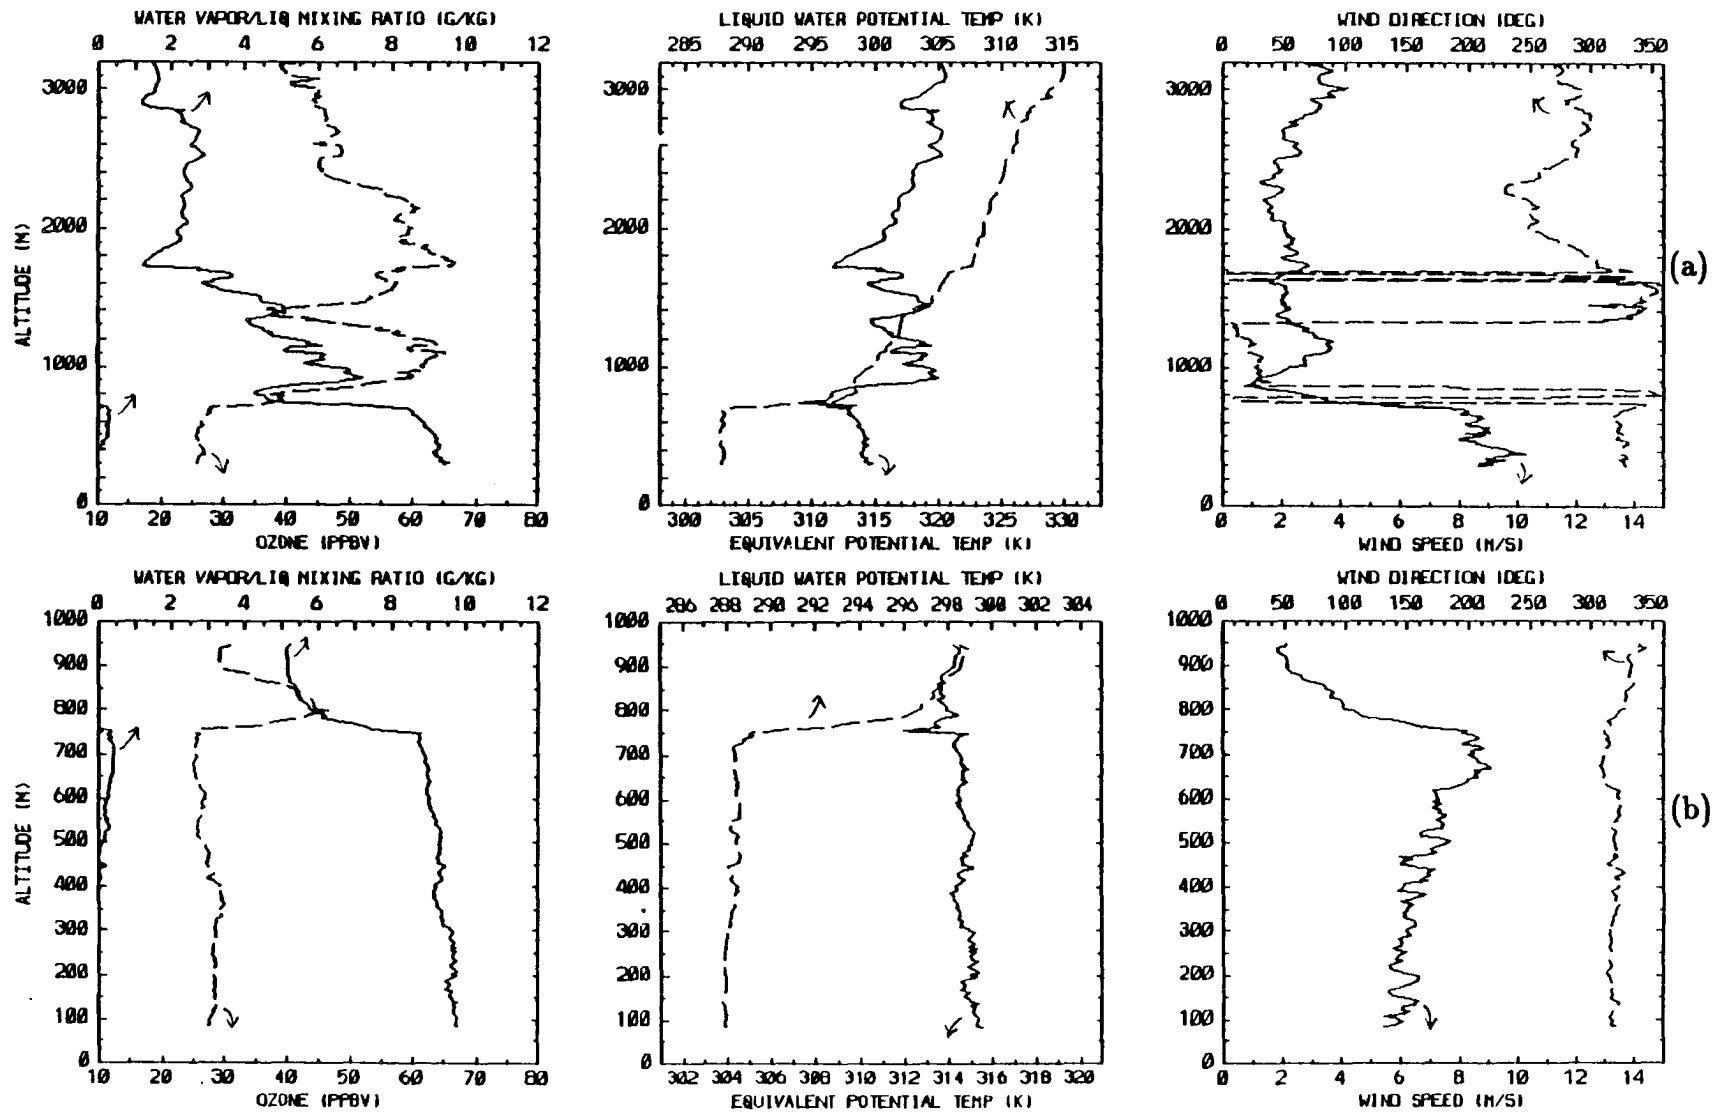 WATER VAPOR/LIQ MIXING RATIO (G/KG)
0 2 4 6 8 10 12
ALTITUDE (M)
3000
2000
1000
0
10 20 30 40 50 60 70 80
OZONE (PPBV)
LIQUID WATER POTENTIAL TEMP (K)
285 290 295 300 305 310 315
3000
2000
1000
0
300 305 310 315 320 325 330
EQUIVALENT POTENTIAL TEMP (K)
WIND DIRECTION (DEG)
0 50 100 150 200 250 300 350
3000
2000
1000
0
0 2 4 6 8 10 12 14
WIND SPEED (M/S)
(a)
WATER VAPOR/LIQ MIXING RATIO (G/KG)
0 2 4 6 8 10 12
ALTITUDE (M)
1000
900
800
700
600
500
400
300
200
100
0
10 20 30 40 50 60 70 80
OZONE (PPBV)
LIQUID WATER POTENTIAL TEMP (K)
286 288 290 292 294 296 298 300 302 304
1000
900
800
700
600
500
400
300
200
100
0
302 304 306 308 310 312 314 316 318 320
EQUIVALENT POTENTIAL TEMP (K)
WIND DIRECTION (DEG)
0 50 100 150 200 250 300 350
1000
900
800
700
600
500
400
300
200
100
0
0 2 4 6 8 10 12 14
WIND SPEED (M/S)
(b)